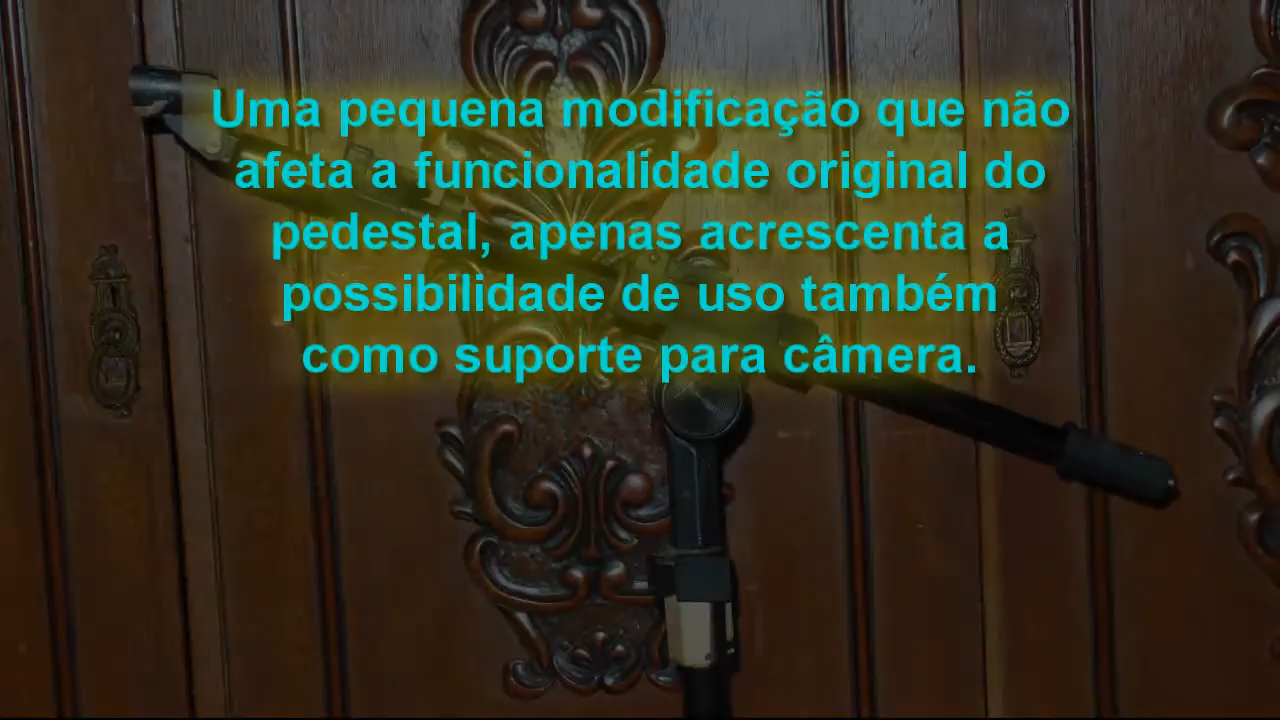 Uma pequena modificação que não
afeta a funcionalidade original do
pedestal, apenas acrescenta a
possibilidade de uso também
como suporte para câmera.